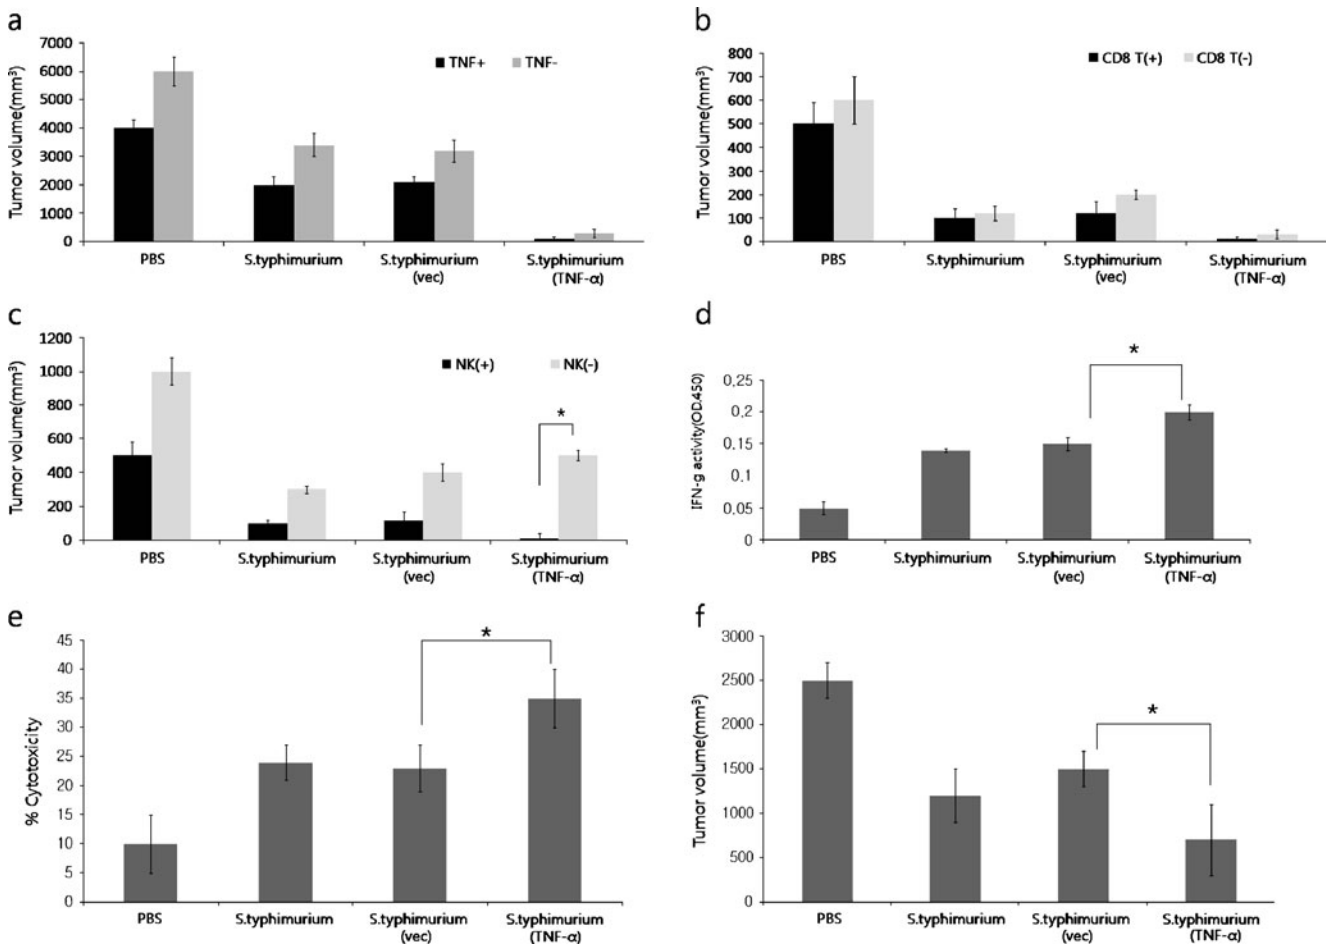 a
7000
6000
5000
4000
3000
2000
1000
0
Tumor volume(mm³)
TNF+ TNF-
PBS S.typhimurium S.typhimurium S.typhimurium
(vec) (TNF-α)
b
800
700
600
500
400
300
200
100
0
Tumor volume(mm³)
CD8 T(+) CD8 T(-)
PBS S.typhimurium S.typhimurium S.typhimurium
(vec) (TNF-α)
c
1200
1000
800
600
400
200
0
Tumor volume(mm³)
NK(+) NK(-)
*
PBS S.typhimurium S.typhimurium S.typhimurium
(vec) (TNF-α)
d
0,25
0,2
0,15
0,1
0,05
0
IFN-g activity(OD.450)
*
PBS S.typhimurium S.typhimurium S.typhimurium
(vec) (TNF-α)
e
45
40
35
30
25
20
15
10
5
0
% Cytotoxicity
*
PBS S.typhimurium S.typhimurium S.typhimurium
(vec) (TNF-α)
f
3000
2500
2000
1500
1000
500
0
Tumor volume(mm³)
*
PBS S.typhimurium S.typhimurium S.typhimurium
(vec) (TNF-α)